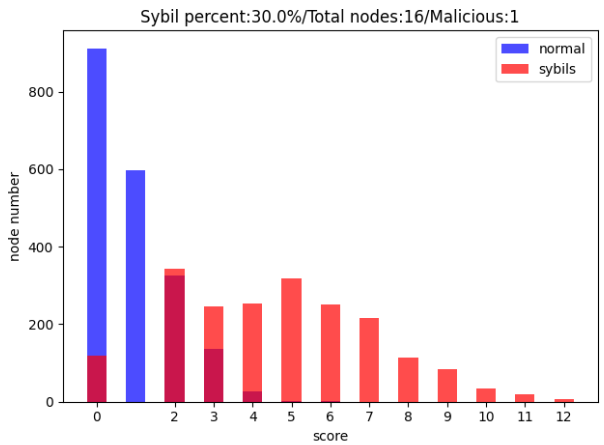 Sybil percent:30.0%/Total nodes:16/Malicious:1
normal
sybils
800
600
400
200
0
node number
0 2 3 4 5 6 7 8 9 10 11 12
score